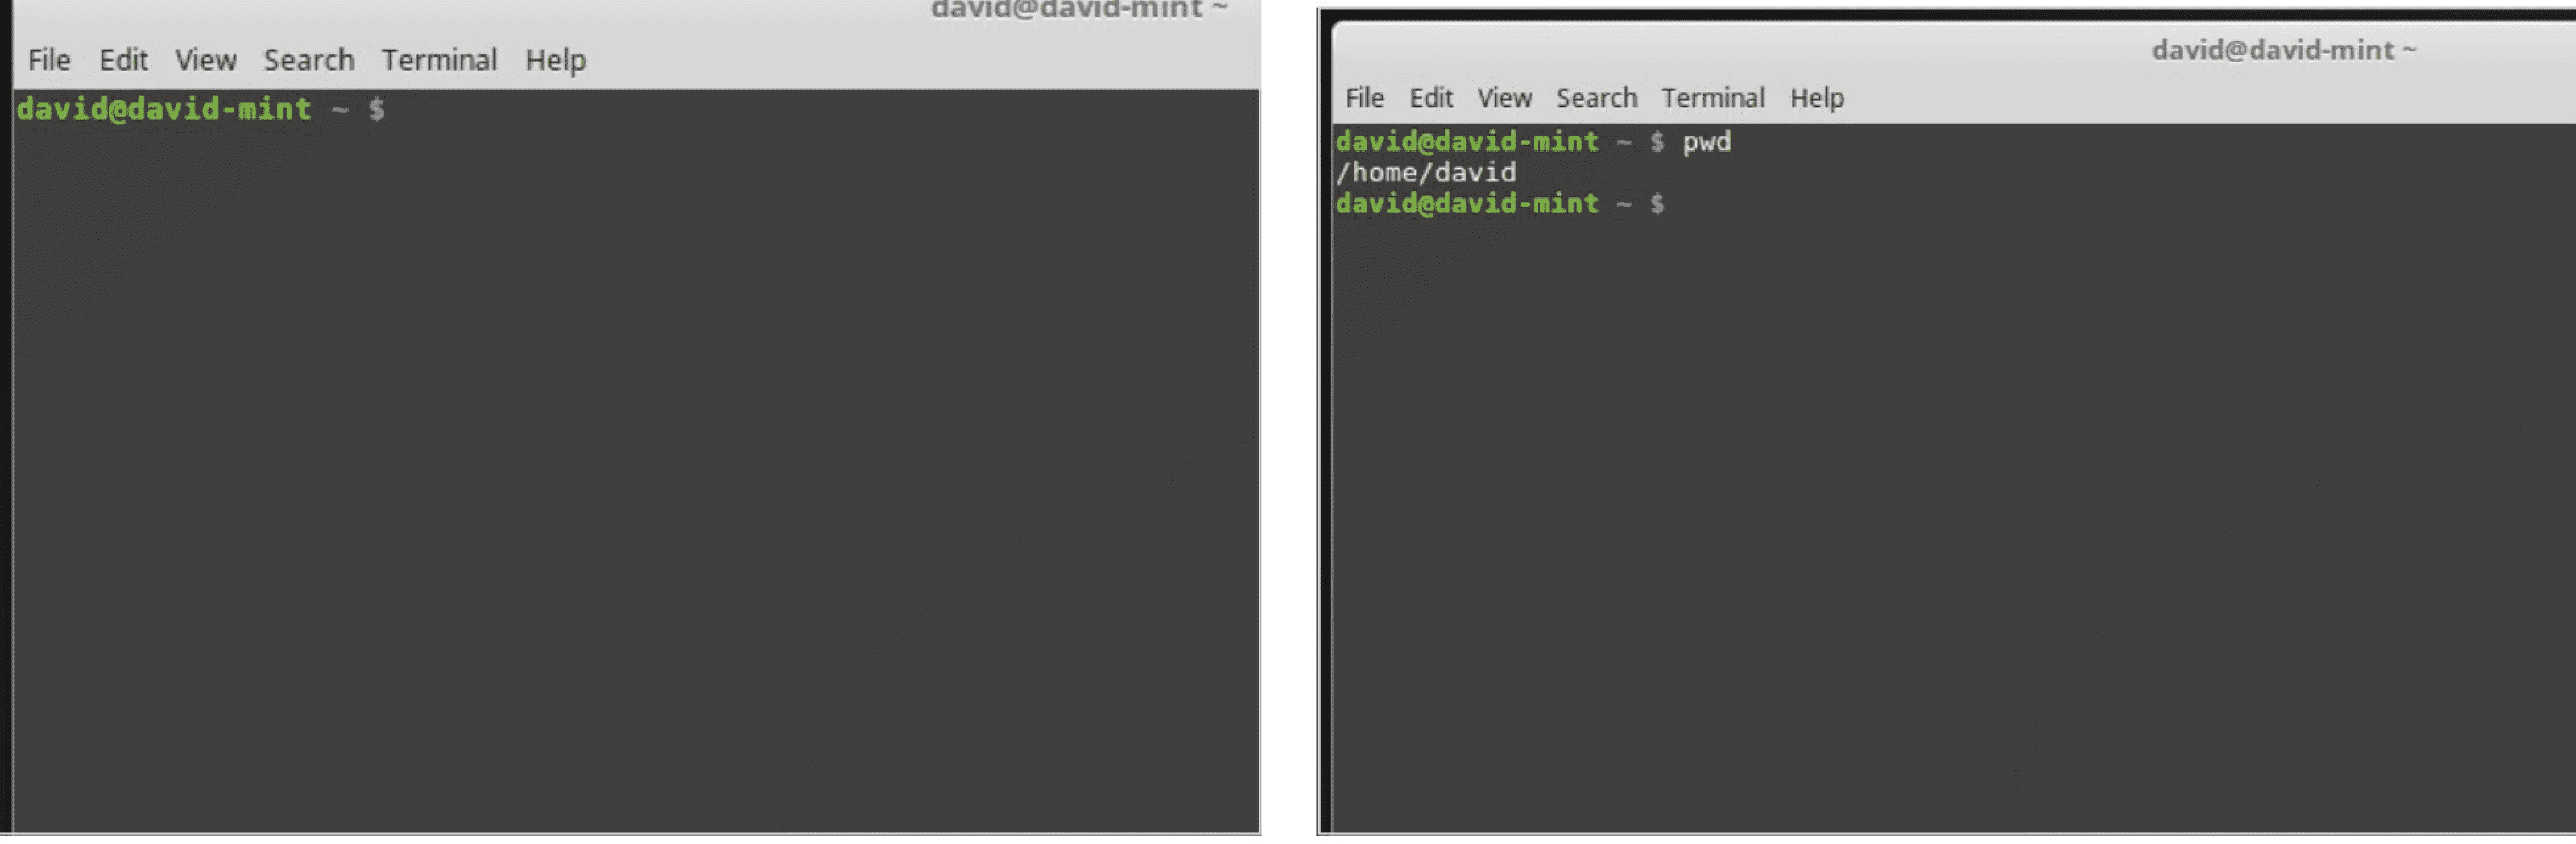 david@david-mint ~
File Edit View Search Terminal Help
david@david-mint ~ $
david@david-mint ~
File Edit View Search Terminal Help
david@david-mint ~ $ pwd
/home/david
david@david-mint ~ $